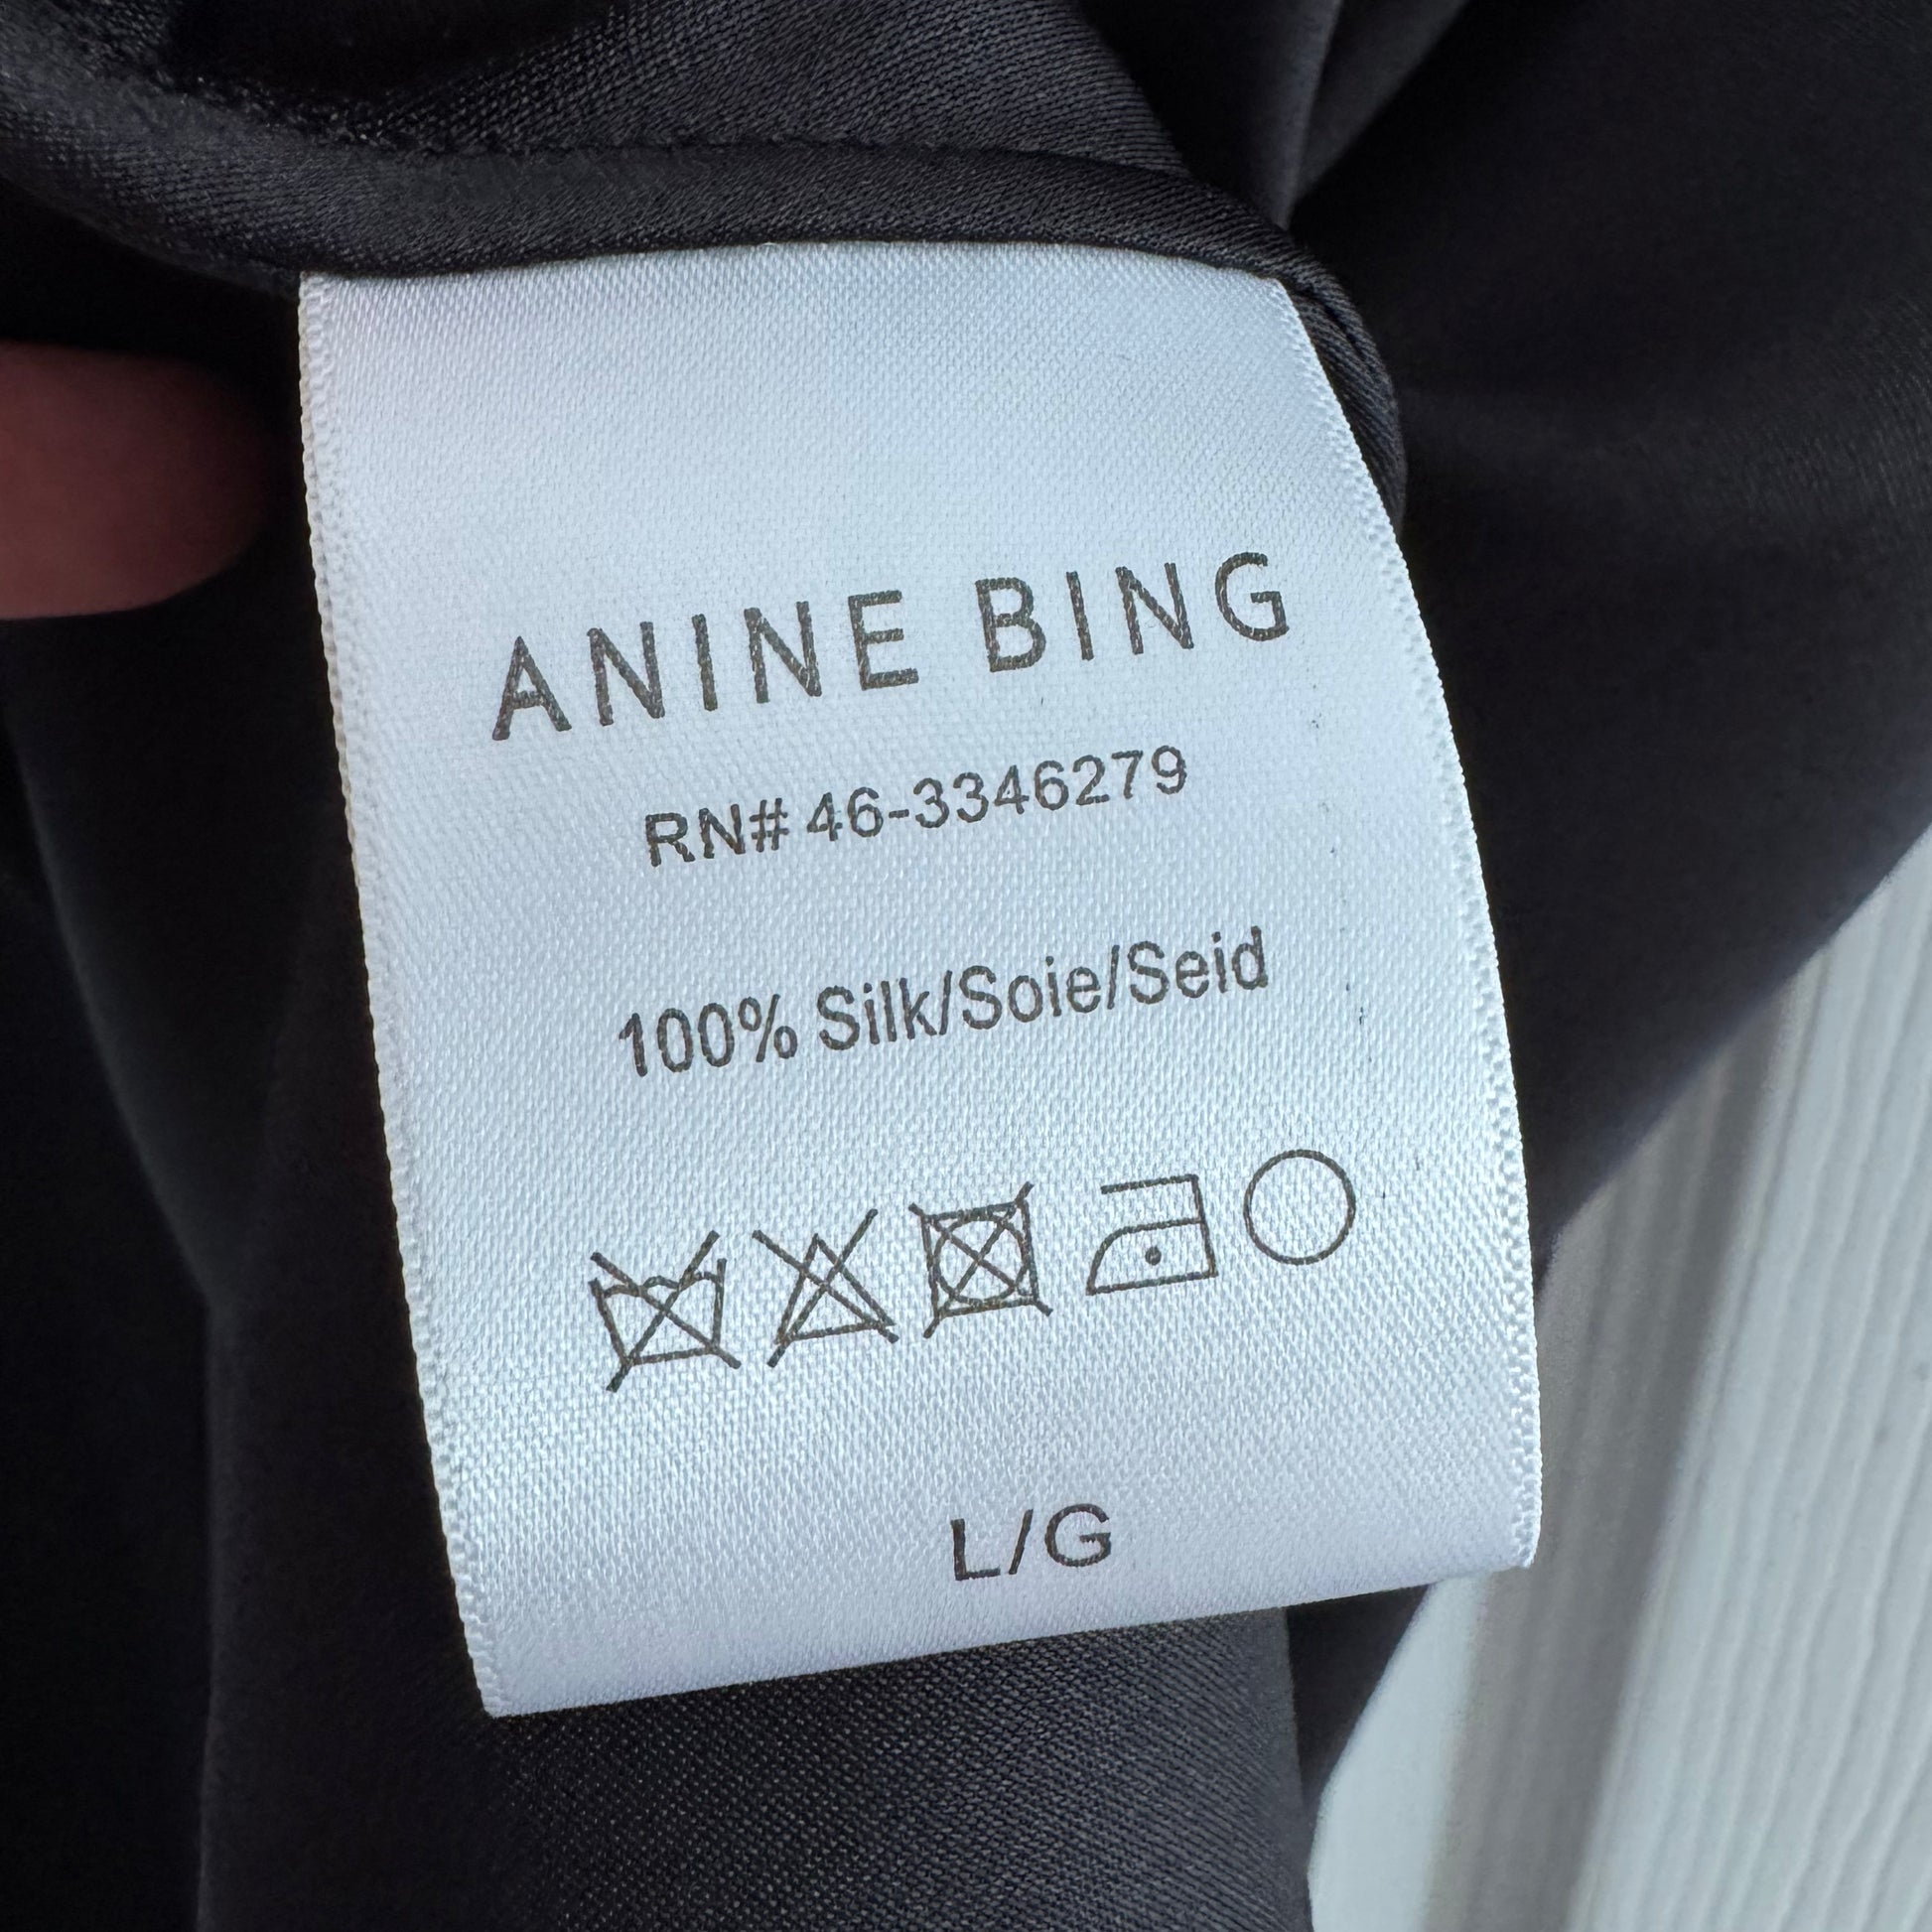 ANINE BING
RN# 46-3346279
100% Silk/Soie/Seid
L/G